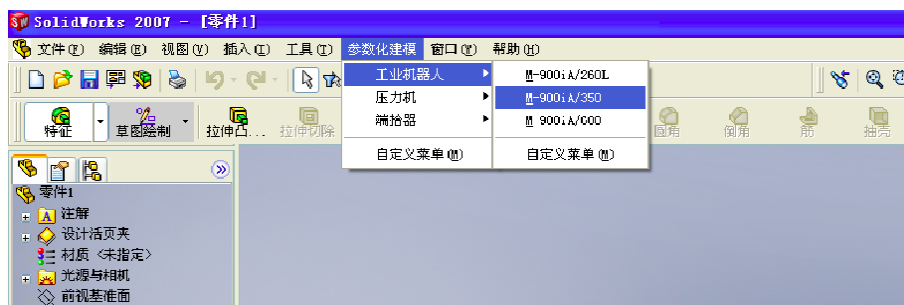 SolidWorks 2007 - [零件1]
文件(F) 编辑(E) 视图(V) 插入(I) 工具(T) 参数化建模 窗口(W) 帮助(H)
工业机器人 M-900iA/260L
压力机 M-900iA/350
端拾器 M 900iA/600
自定义菜单(M) 自定义菜单(M)
特征 草图绘制 拉伸凸... 拉伸切除 圆角 倒角 筋 抽壳
零件1
A 注解
设计活页夹
材质 <未指定>
光源与相机
前视基准面